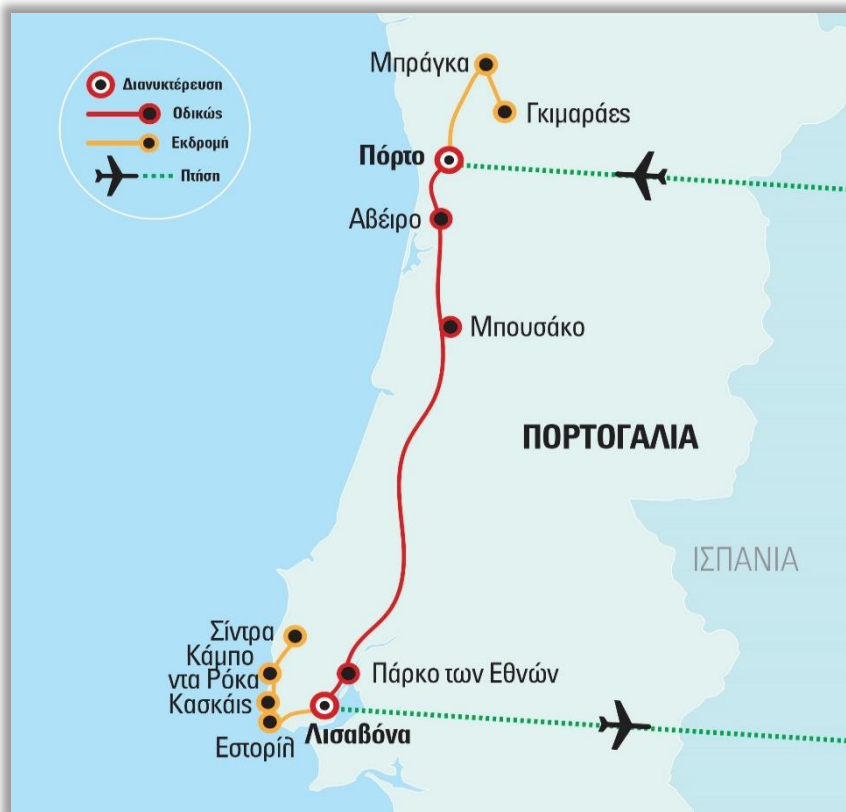 Διανυκτέρευση
Οδικώς
Εκδρομή
Πτήση
Μπράγκα
Γκιμαράες
Πόρτο
Αβέιρο
Μπουσάκο
ΠΟΡΤΟΓΑΛΙΑ
ΙΣΠΑΝΙΑ
Σίντρα
Κάμπο
ντα Ρόκα
Κασκάις
Εστορίλ
Πάρκο των Εθνών
Λισαβόνα